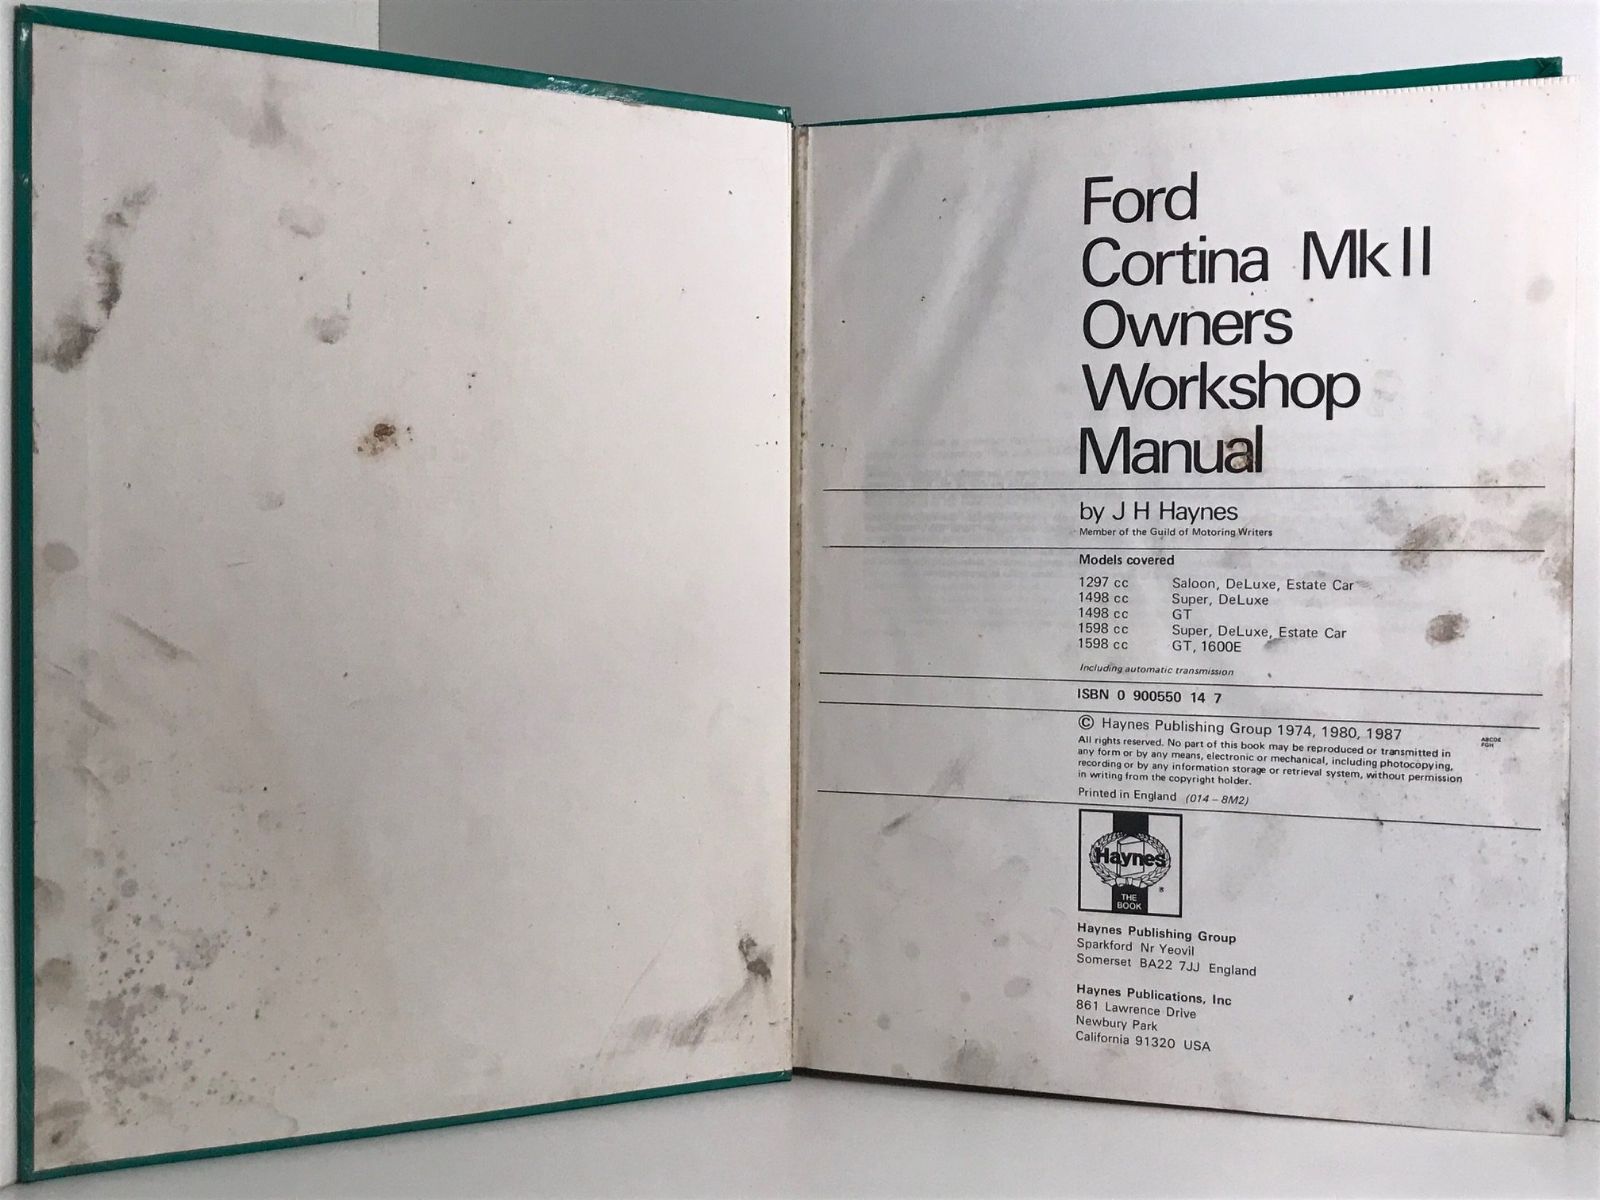 Ford
Cortina MkII
Owners
Workshop
Manual
by J H Haynes
Member of the Guild of Motoring Writers
Models covered
1297 cc Saloon, DeLuxe, Estate Car
1498 cc Super, DeLuxe
1498 cc GT
1598 cc Super, DeLuxe, Estate Car
1598 cc GT, 1600E
Including automatic transmission
ISBN 0 900550 14 7
© Haynes Publishing Group 1974, 1980, 1987
ABCDE
FGH
All rights reserved. No part of this book may be reproduced or transmitted in
any form or by any means, electronic or mechanical, including photocopying,
recording or by any information storage or retrieval system, without permission
in writing from the copyright holder.
Printed in England (014 – 8M2)
Haynes
®
THE
BOOK
Haynes Publishing Group
Sparkford Nr Yeovil
Somerset BA22 7JJ England
Haynes Publications, Inc
861 Lawrence Drive
Newbury Park
California 91320 USA